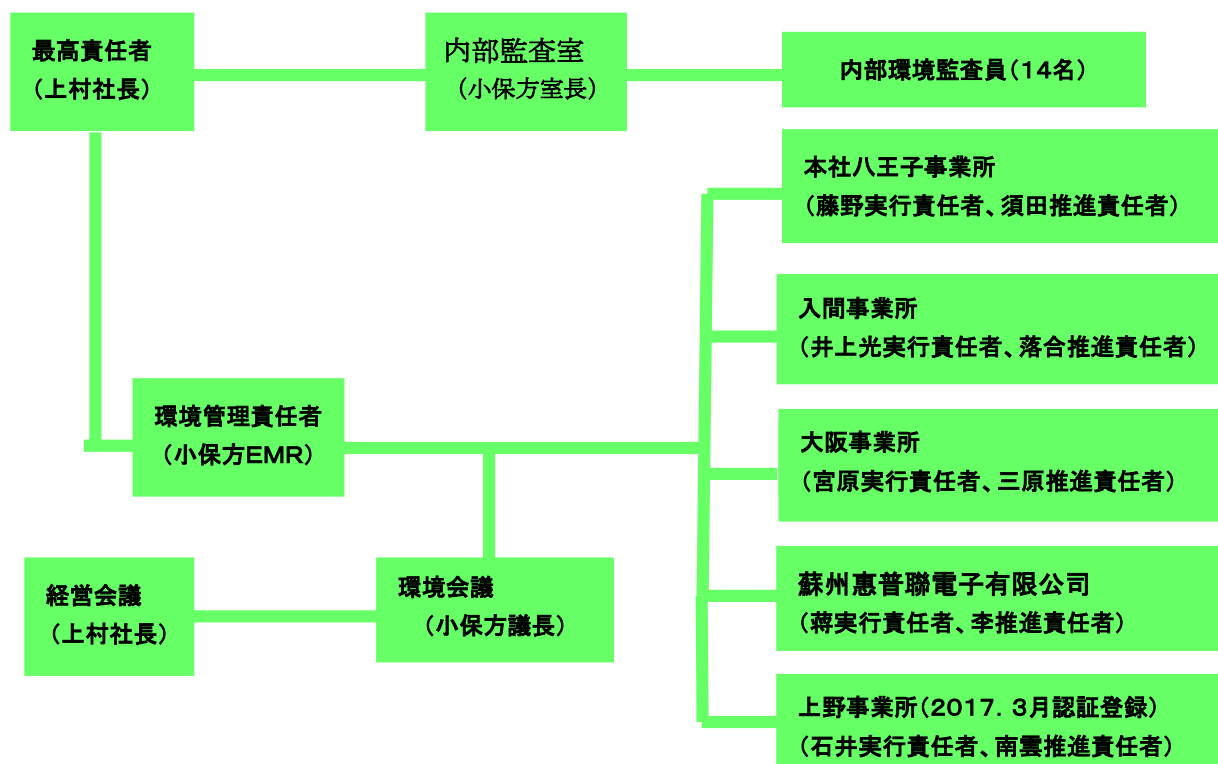 最高責任者
（上村社長）
内部監査室
（小保方室長）
内部環境監査員（１４名）
本社八王子事業所
（藤野実行責任者、須田推進責任者）
入間事業所
（井上光実行責任者、落合推進責任者）
環境管理責任者
（小保方ＥＭＲ）
大阪事業所
（宮原実行責任者、三原推進責任者）
経営会議
（上村社長）
環境会議
（小保方議長）
蘇州惠普聯電子有限公司
（蒋実行責任者、李推進責任者）
上野事業所（２０１７．３月認証登録）
（石井実行責任者、南雲推進責任者）